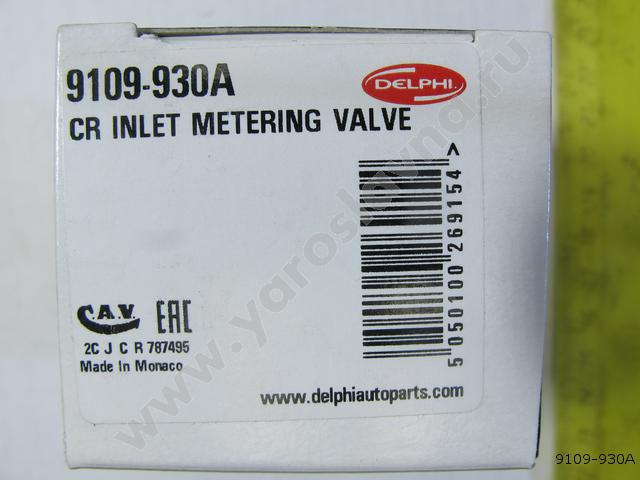 9109-930A
DELPHI
CR INLET METERING VALVE
5 050100 269154 >
C.A.V. EAC
2C J C R 787495
Made In Monaco
www.delphiautoparts.com
www.yaroslavna.ru
9109-930A